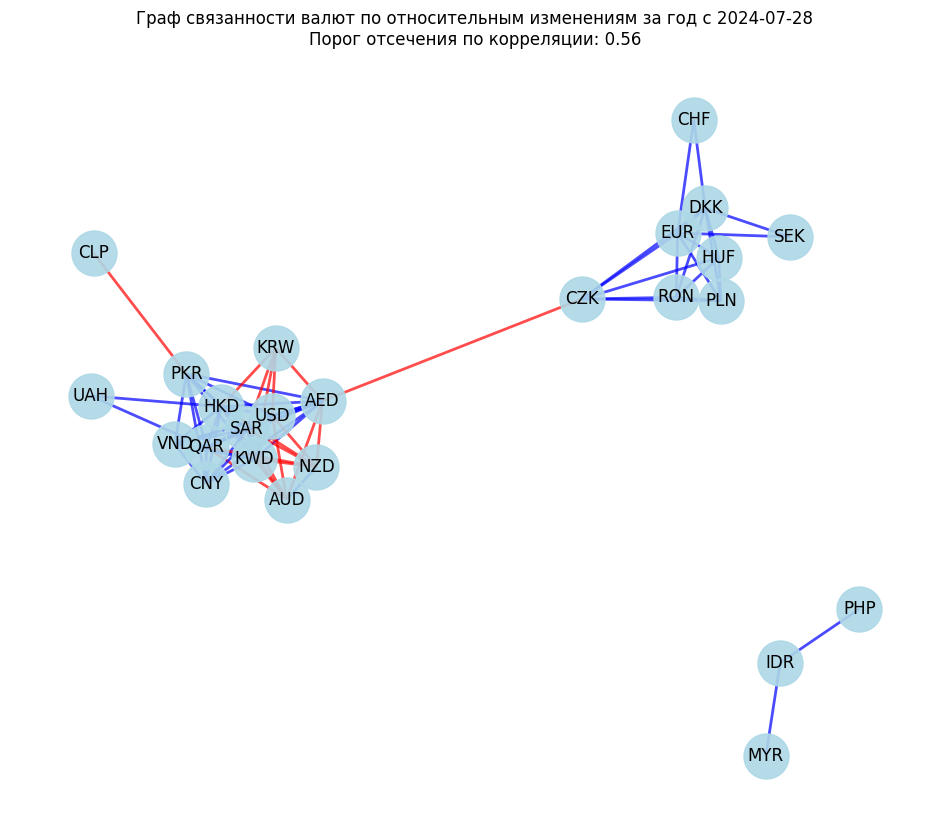 Граф связанности валют по относительным изменениям за год с 2024-07-28
Порог отсечения по корреляции: 0.56
CHF
DKK
EUR
SEK
CLP
HUF
CZK
RON
PLN
KRW
PKR
UAH
HKD
AED
USD
SAR
VND
QAR
KWD
NZD
CNY
AUD
PHP
IDR
MYR